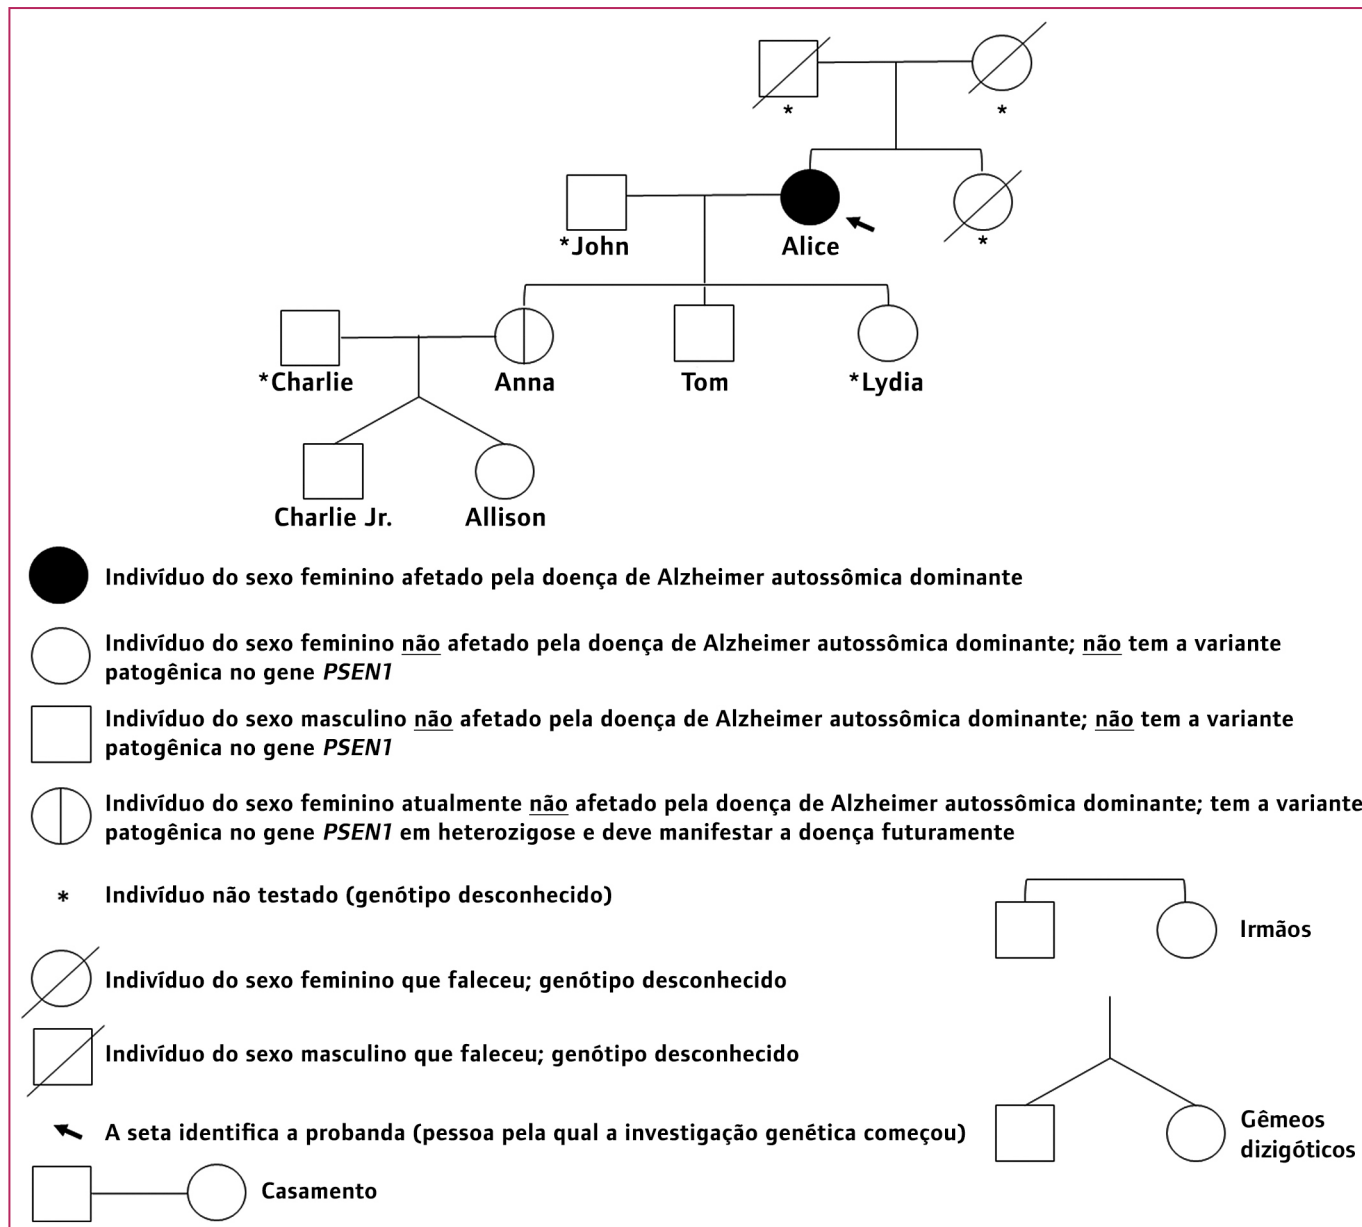 *
*
*
*John
Alice
*Charlie
Anna
Tom
*Lydia
Charlie Jr.
Allison
Indivíduo do sexo feminino afetado pela doença de Alzheimer autossômica dominante
Indivíduo do sexo feminino não afetado pela doença de Alzheimer autossômica dominante; não tem a variante
patogênica no gene PSEN1
Indivíduo do sexo masculino não afetado pela doença de Alzheimer autossômica dominante; não tem a variante
patogênica no gene PSEN1
Indivíduo do sexo feminino atualmente não afetado pela doença de Alzheimer autossômica dominante; tem a variante
patogênica no gene PSEN1 em heterozigose e deve manifestar a doença futuramente
* Indivíduo não testado (genótipo desconhecido)
Irmãos
Indivíduo do sexo feminino que faleceu; genótipo desconhecido
Indivíduo do sexo masculino que faleceu; genótipo desconhecido
A seta identifica a probanda (pessoa pela qual a investigação genética começou)
Gêmeos
dizigóticos
Casamento